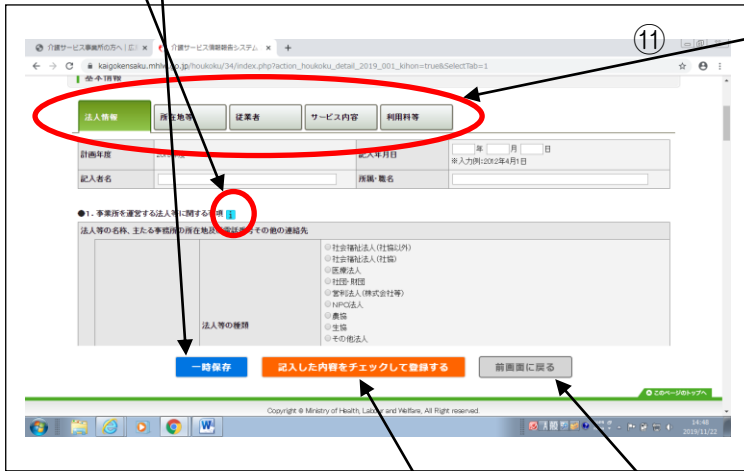 ⑪
介護サービス事業所の方へ | 広
介護サービス情報報告システム
kaigokensaku.mhlw.go.jp/houkoku/34/index.php?action_houkoku_detail_2019_001_kihon=true&SelectTab=1
基本情報
法人情報 所在地等 従業者 サービス内容 利用料等
計画年度 記入年月日 年 月 日
※入力例:2012年4月1日
記入者名 所属・職名
●1．事業所を運営する法人等に関する事項 i
法人等の名称、主たる事務所の所在地及び電話番号その他の連絡先
○社会福祉法人(社協以外)
○社会福祉法人(社協)
○医療法人
○社団・財団
○営利法人(株式会社等)
○NPO法人
○農協
法人等の種類
○生協
○その他法人
一時保存 記入した内容をチェックして登録する 前画面に戻る
このページのトップへ
Copyright © Ministry of Health, Labour and Welfare, All Right reserved.
14:48
2019/11/22